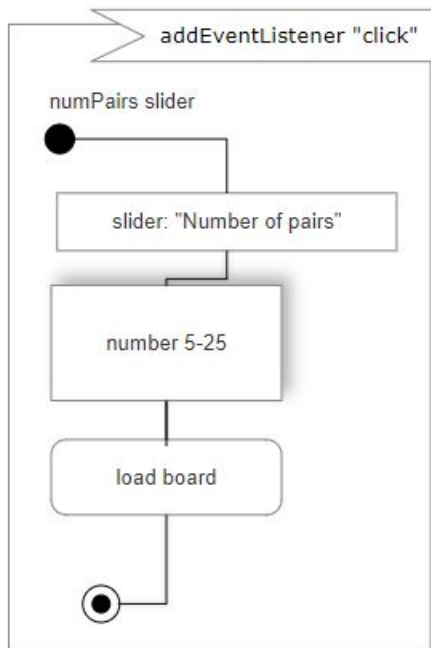 addEventListener "click"
numPairs slider
slider: "Number of pairs"
number 5-25
load board